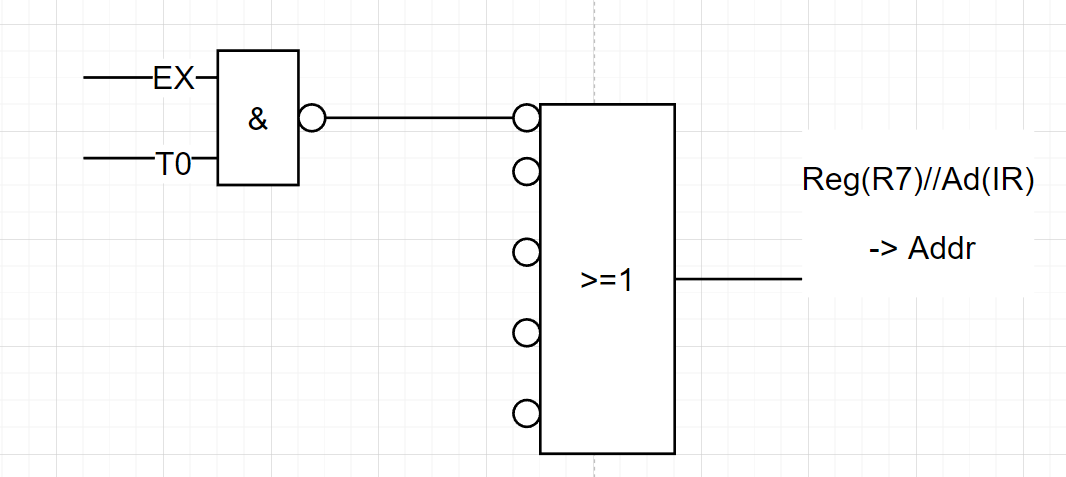 EX
&
T0
>=1
Reg(R7)//Ad(IR)
-> Addr